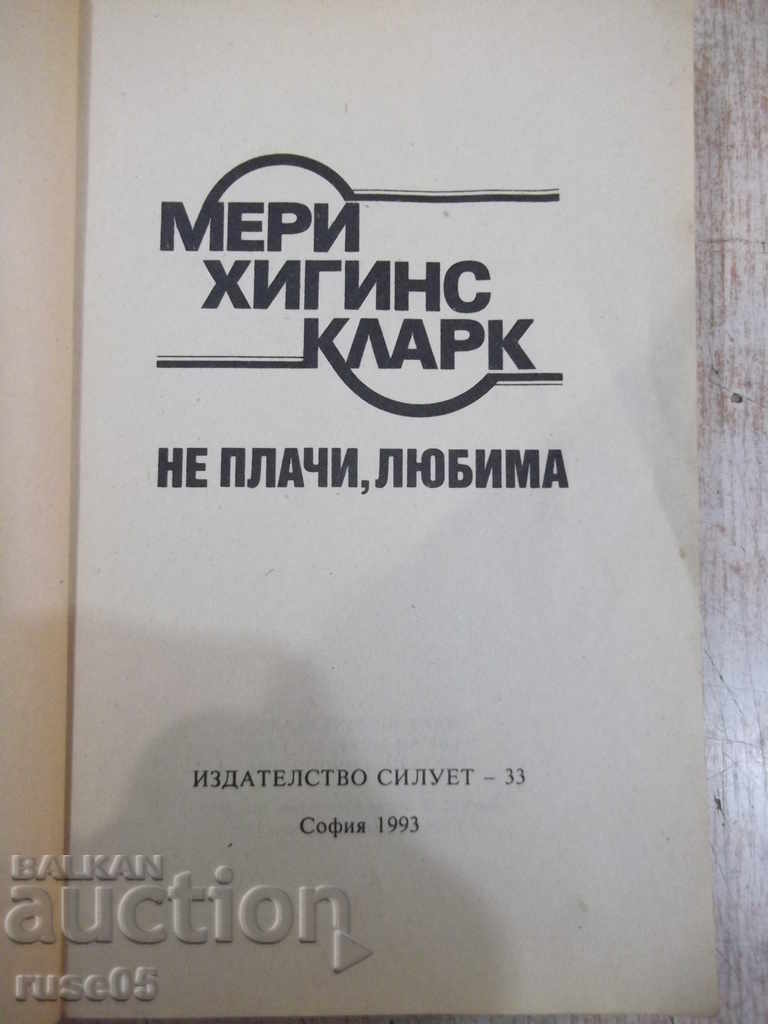 МЕРИ
ХИГИНС
КЛАРК
НЕ ПЛАЧИ, ЛЮБИМА
ИЗДАТЕЛСТВО СИЛУЕТ – 33
София 1993
BALKAN
auction
ruse05